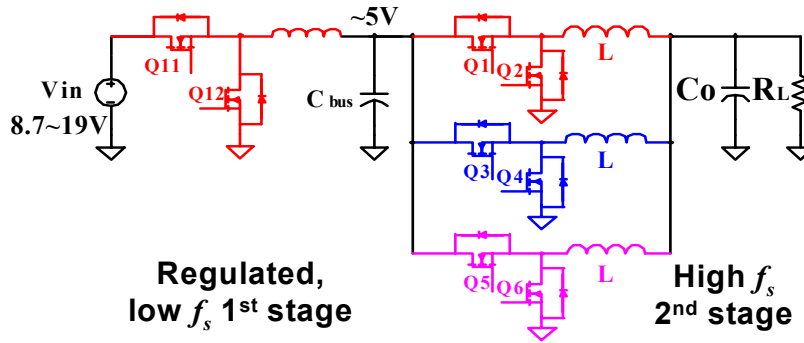 ~5V
Q11
Q1
Q2
L
Vin
8.7~19V
Q12
C bus
Co
RL
Q3
Q4
L
Q5
Q6
L
Regulated,
low fs 1st stage
High fs
2nd stage